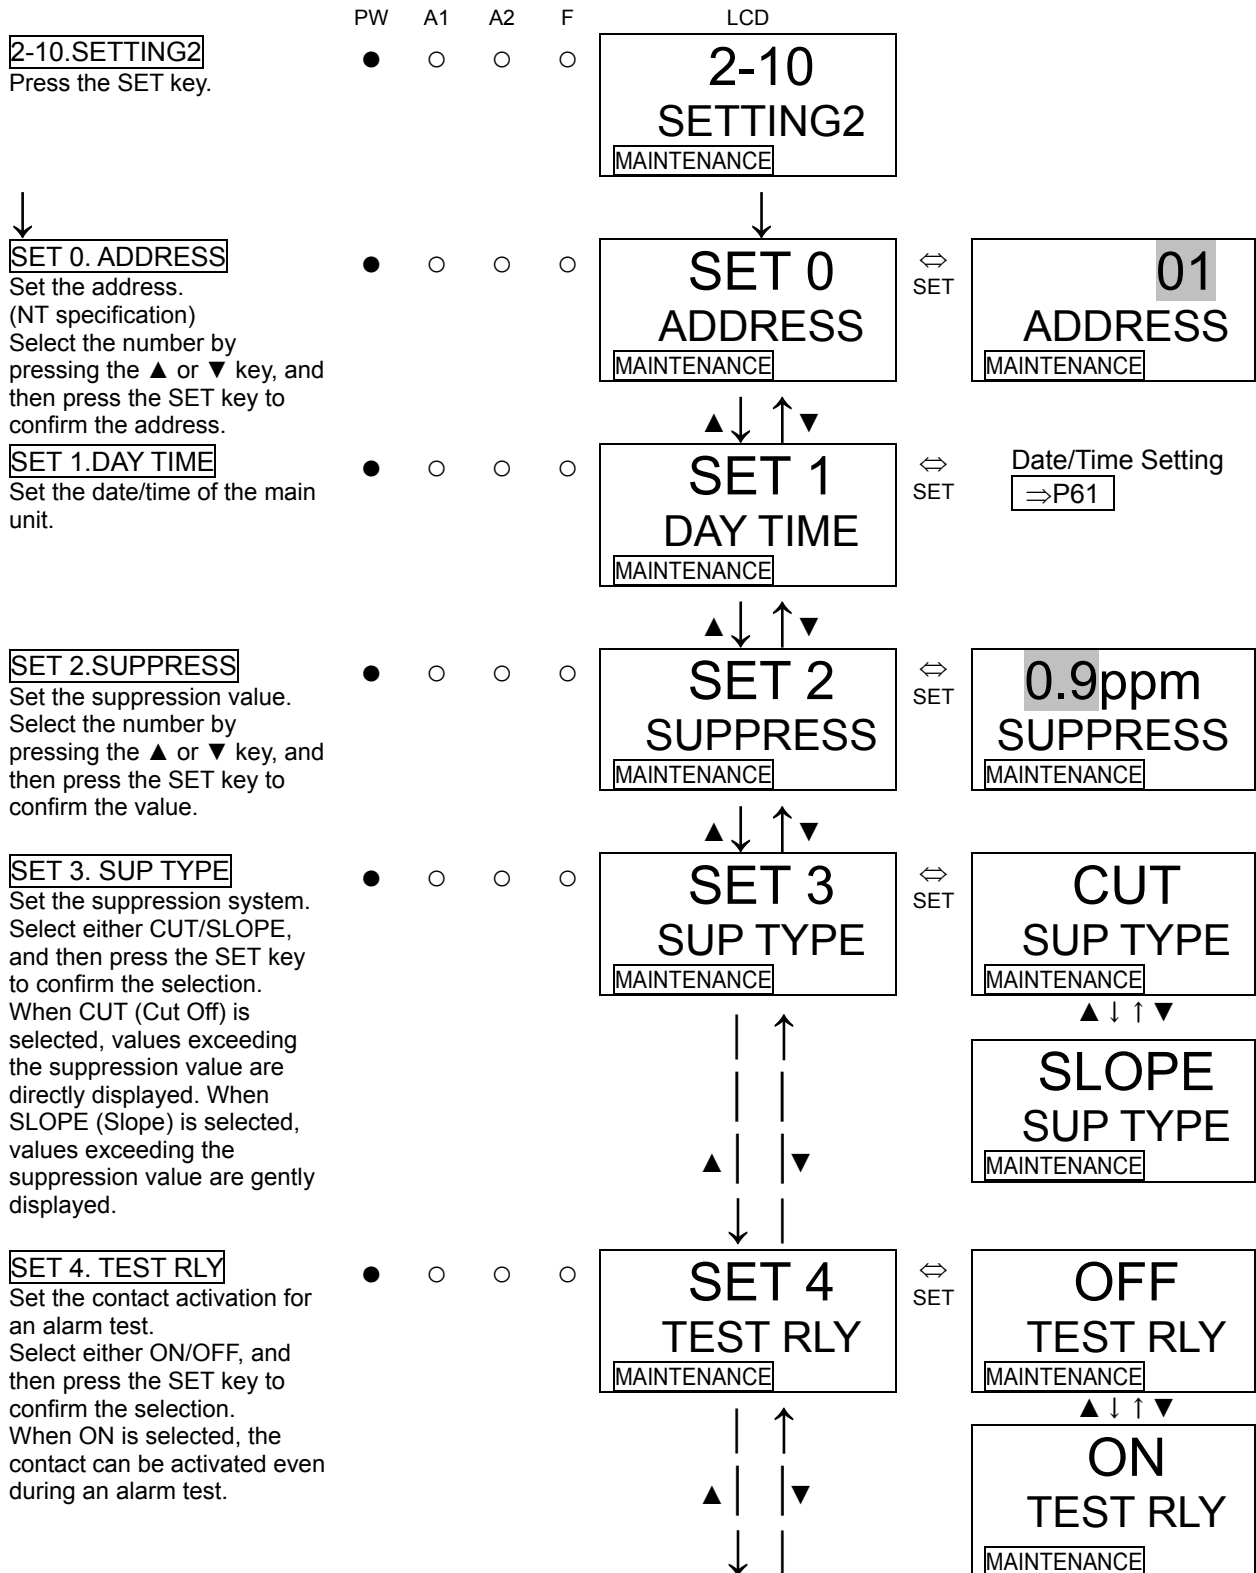 PW A1 A2 F LCD
2-10.SETTING2
Press the SET key.
● ○ ○ ○
2-10
SETTING2
MAINTENANCE
↓ ↓
SET 0. ADDRESS
Set the address.
(NT specification)
Select the number by
pressing the ▲ or ▼ key, and
then press the SET key to
confirm the address.
● ○ ○ ○
SET 0
ADDRESS
MAINTENANCE
⇔
SET
01
ADDRESS
MAINTENANCE
▲↓ ↑▼
SET 1.DAY TIME
Set the date/time of the main
unit.
● ○ ○ ○
SET 1
DAY TIME
MAINTENANCE
⇔
SET
Date/Time Setting
⇒P61
▲↓ ↑▼
SET 2.SUPPRESS
Set the suppression value.
Select the number by
pressing the ▲ or ▼ key, and
then press the SET key to
confirm the value.
● ○ ○ ○
SET 2
SUPPRESS
MAINTENANCE
⇔
SET
0.9ppm
SUPPRESS
MAINTENANCE
▲↓ ↑▼
SET 3. SUP TYPE
Set the suppression system.
Select either CUT/SLOPE,
and then press the SET key
to confirm the selection.
When CUT (Cut Off) is
selected, values exceeding
the suppression value are
directly displayed. When
SLOPE (Slope) is selected,
values exceeding the
suppression value are gently
displayed.
● ○ ○ ○
SET 3
SUP TYPE
MAINTENANCE
⇔
SET
CUT
SUP TYPE
MAINTENANCE
▲↓↑▼
SLOPE
SUP TYPE
MAINTENANCE
▲↓ ↑▼
SET 4. TEST RLY
Set the contact activation for
an alarm test.
Select either ON/OFF, and
then press the SET key to
confirm the selection.
When ON is selected, the
contact can be activated even
during an alarm test.
● ○ ○ ○
SET 4
TEST RLY
MAINTENANCE
⇔
SET
OFF
TEST RLY
MAINTENANCE
▲↓↑▼
ON
TEST RLY
MAINTENANCE
▲↓ ↑▼